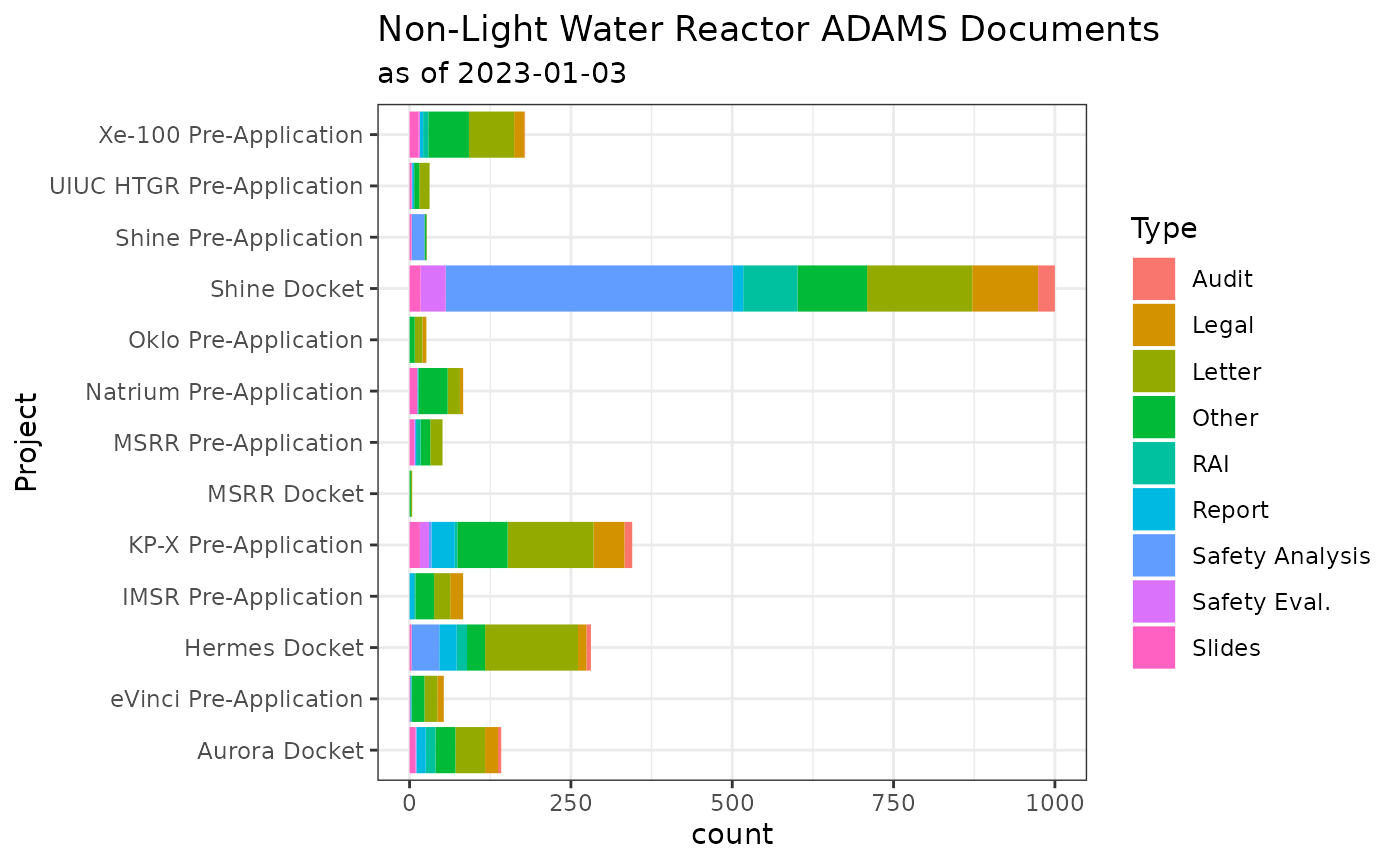 Non-Light Water Reactor ADAMS Documents
as of 2023-01-03
Project
Xe-100 Pre-Application
UIUC HTGR Pre-Application
Shine Pre-Application
Shine Docket
Oklo Pre-Application
Natrium Pre-Application
MSRR Pre-Application
MSRR Docket
KP-X Pre-Application
IMSR Pre-Application
Hermes Docket
eVinci Pre-Application
Aurora Docket
0 250 500 750 1000
count
Type
Audit
Legal
Letter
Other
RAI
Report
Safety Analysis
Safety Eval.
Slides